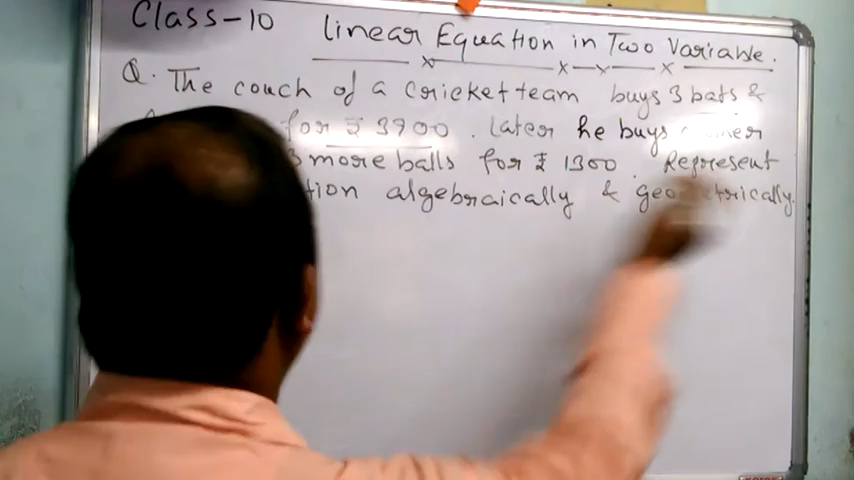 Class-10 Linear Equation in Two Variable.
Q. The couch of a cricket team buys 3 bats &
for ₹ 3900. Later he buys
3 more balls for ₹ 1300. Represent
algebraically & geometrically.